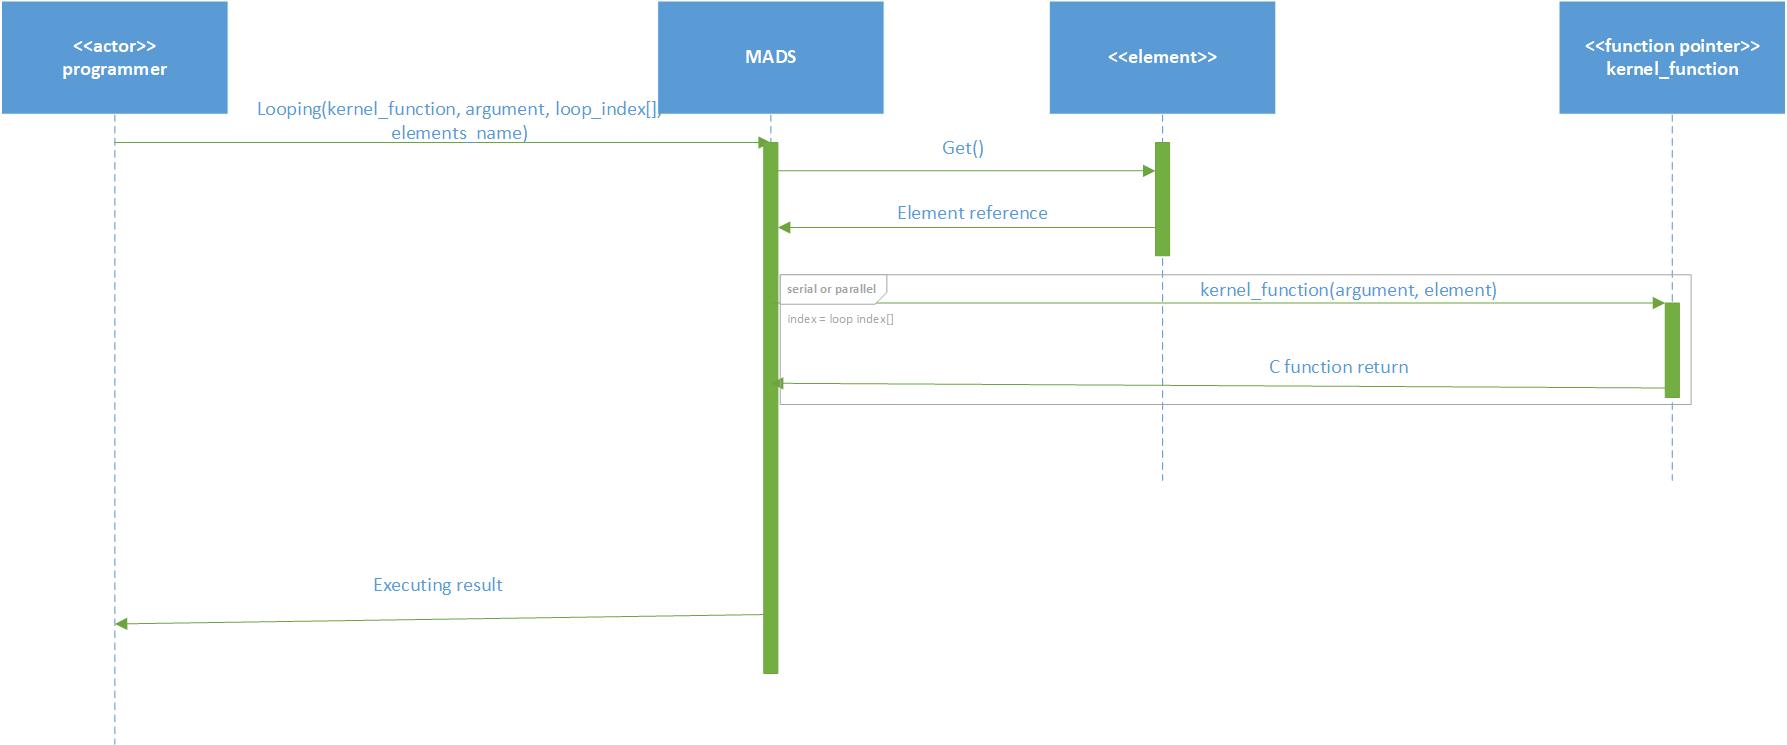 <<actor>>
programmer
MADS
<<element>>
<<function pointer>>
kernel_function
Looping(kernel_function, argument, loop_index[],
elements_name)
Get()
Element reference
serial or parallel
kernel_function(argument, element)
index = loop index[]
C function return
Executing result